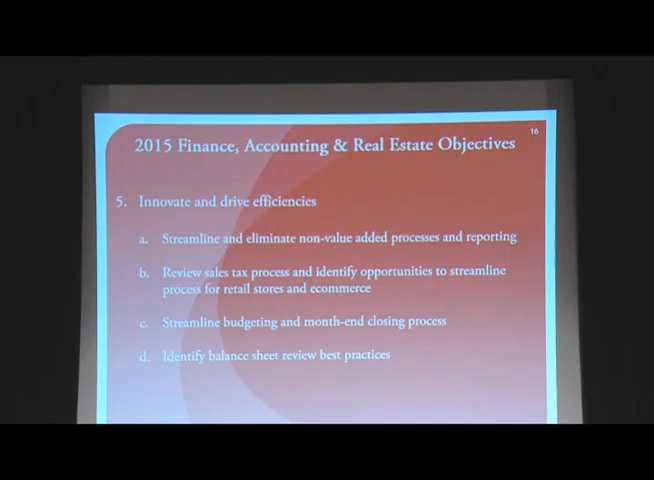 16
2015 Finance, Accounting & Real Estate Objectives
5. Innovate and drive efficiencies
a. Streamline and eliminate non-value added processes and reporting
b. Review sales tax process and identify opportunities to streamline
process for retail stores and ecommerce
c. Streamline budgeting and month-end closing process
d. Identify balance sheet review best practices